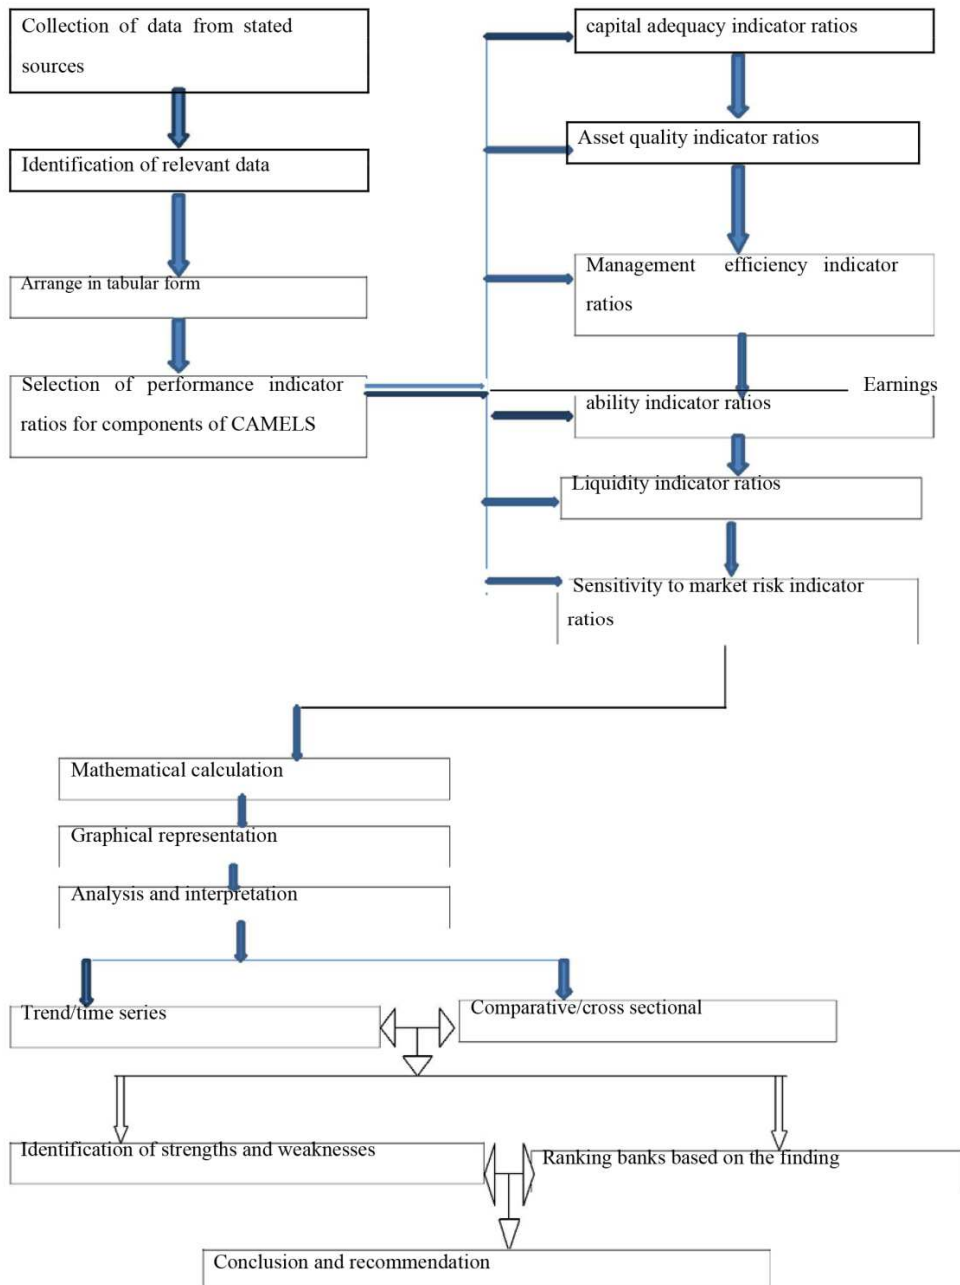 Collection of data from stated
sources
Identification of relevant data
Arrange in tabular form
Selection of performance indicator
ratios for components of CAMELS
capital adequacy indicator ratios
Asset quality indicator ratios
Management efficiency indicator
ratios
Earnings
ability indicator ratios
Liquidity indicator ratios
Sensitivity to market risk indicator
ratios
Mathematical calculation
Graphical representation
Analysis and interpretation
Trend/time series
Comparative/cross sectional
Identification of strengths and weaknesses
Ranking banks based on the finding
Conclusion and recommendation